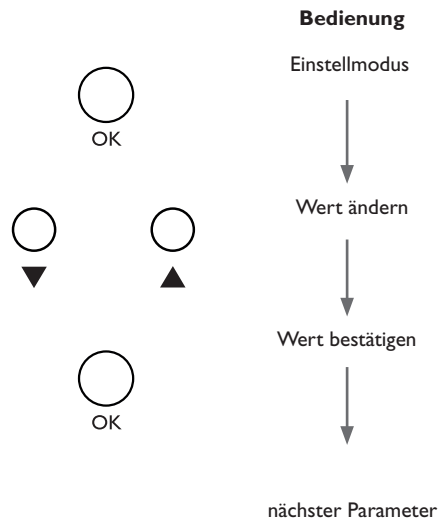 Bedienung
Einstellmodus
OK
Wert ändern
Wert bestätigen
OK
nächster Parameter